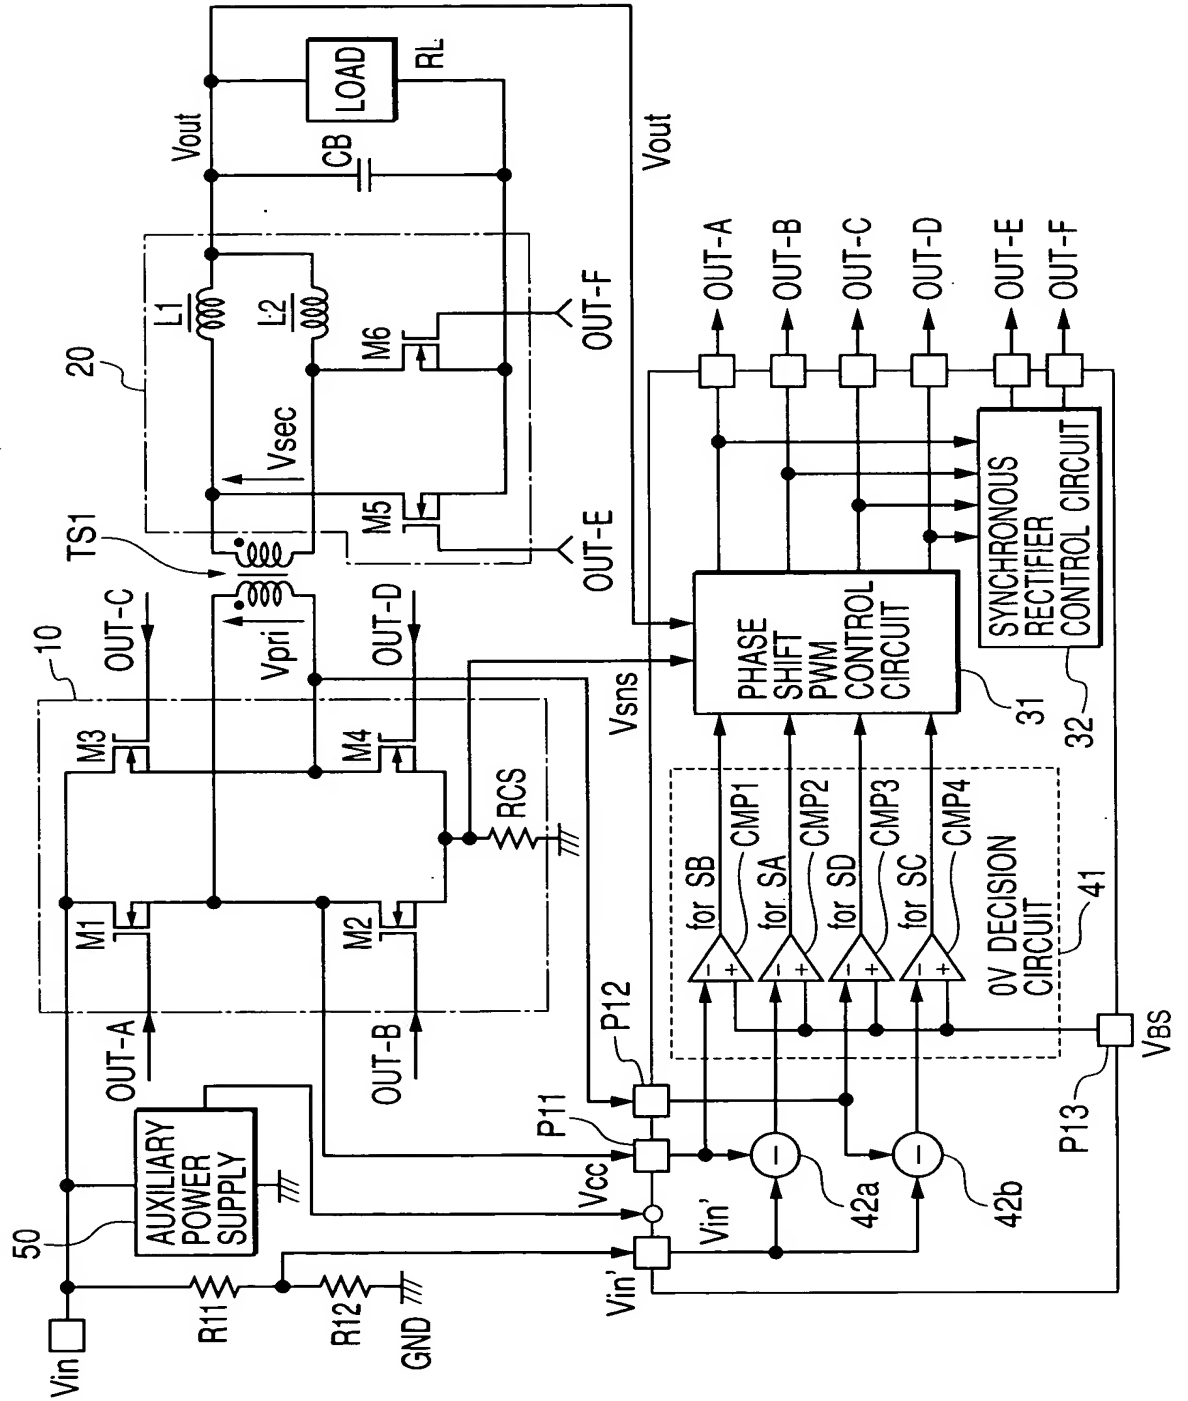 Vin
R11
R12
GND
50
AUXILIARY
POWER
SUPPLY
OUT-A
OUT-B
10
M1
M2
M3
M4
RCS
OUT-C
OUT-D
TS1
Vpri
Vsec
20
L1
L2
M5
M6
OUT-E
OUT-F
Vout
CB
LOAD
RL
Vout
Vin'
Vcc
P11
P12
Vsns
Vin'
42a
42b
P13
VBS
for SB
CMP1
for SA
CMP2
for SD
CMP3
for SC
CMP4
0V DECISION
CIRCUIT
41
PHASE
SHIFT
PWM
CONTROL
CIRCUIT
31
SYNCHRONOUS
RECTIFIER
CONTROL CIRCUIT
32
OUT-A
OUT-B
OUT-C
OUT-D
OUT-E
OUT-F